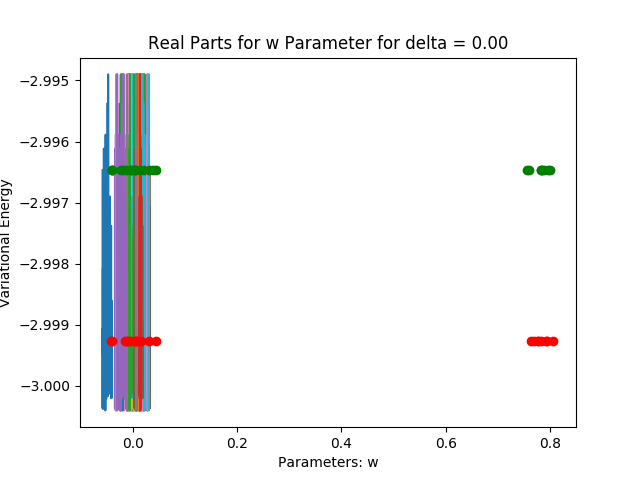 Real Parts for w Parameter for delta = 0.00
−2.995
−2.996
−2.997
−2.998
−2.999
−3.000
Variational Energy
0.0 0.2 0.4 0.6 0.8
Parameters: w